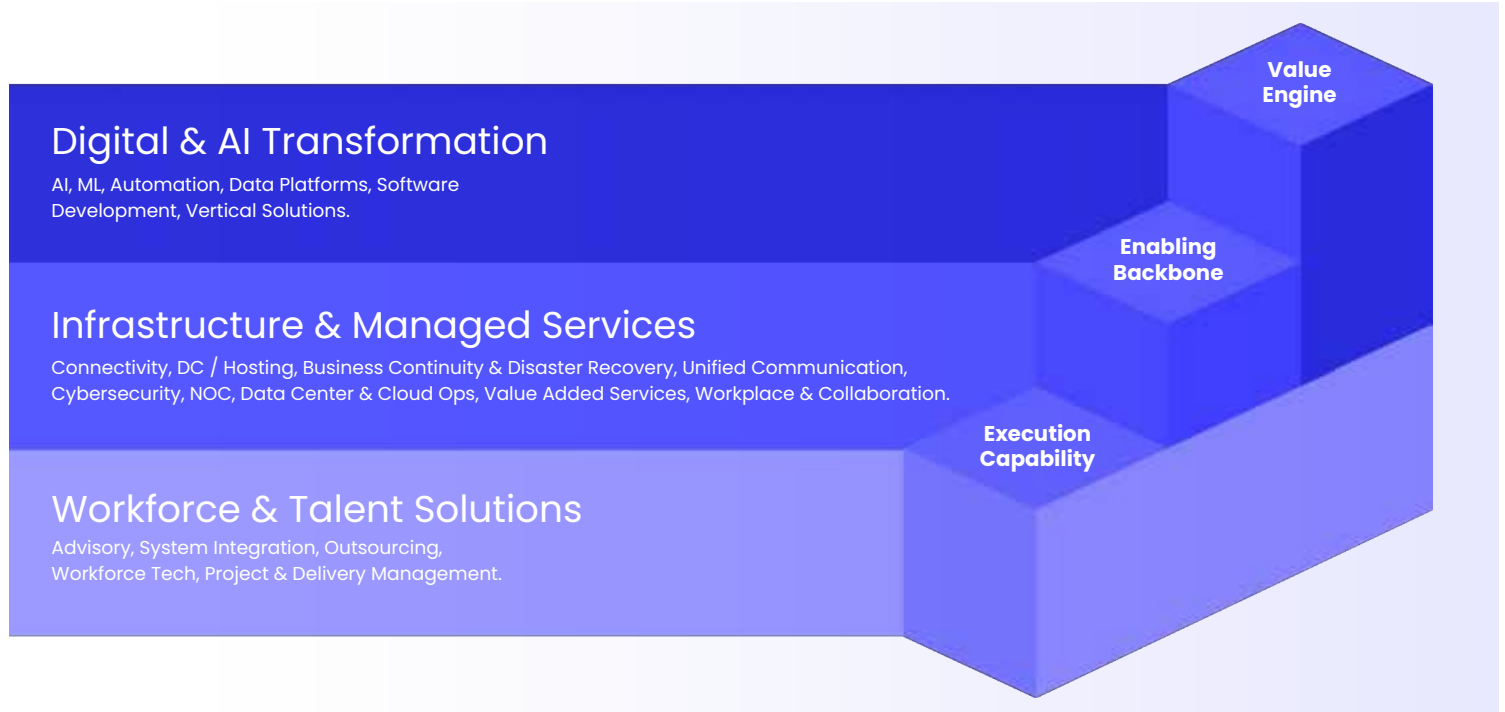 Value
Engine
Digital & AI Transformation
AI, ML, Automation, Data Platforms, Software
Development, Vertical Solutions.
Enabling
Backbone
Infrastructure & Managed Services
Connectivity, DC / Hosting, Business Continuity & Disaster Recovery, Unified Communication,
Cybersecurity, NOC, Data Center & Cloud Ops, Value Added Services, Workplace & Collaboration.
Execution
Capability
Workforce & Talent Solutions
Advisory, System Integration, Outsourcing,
Workforce Tech, Project & Delivery Management.